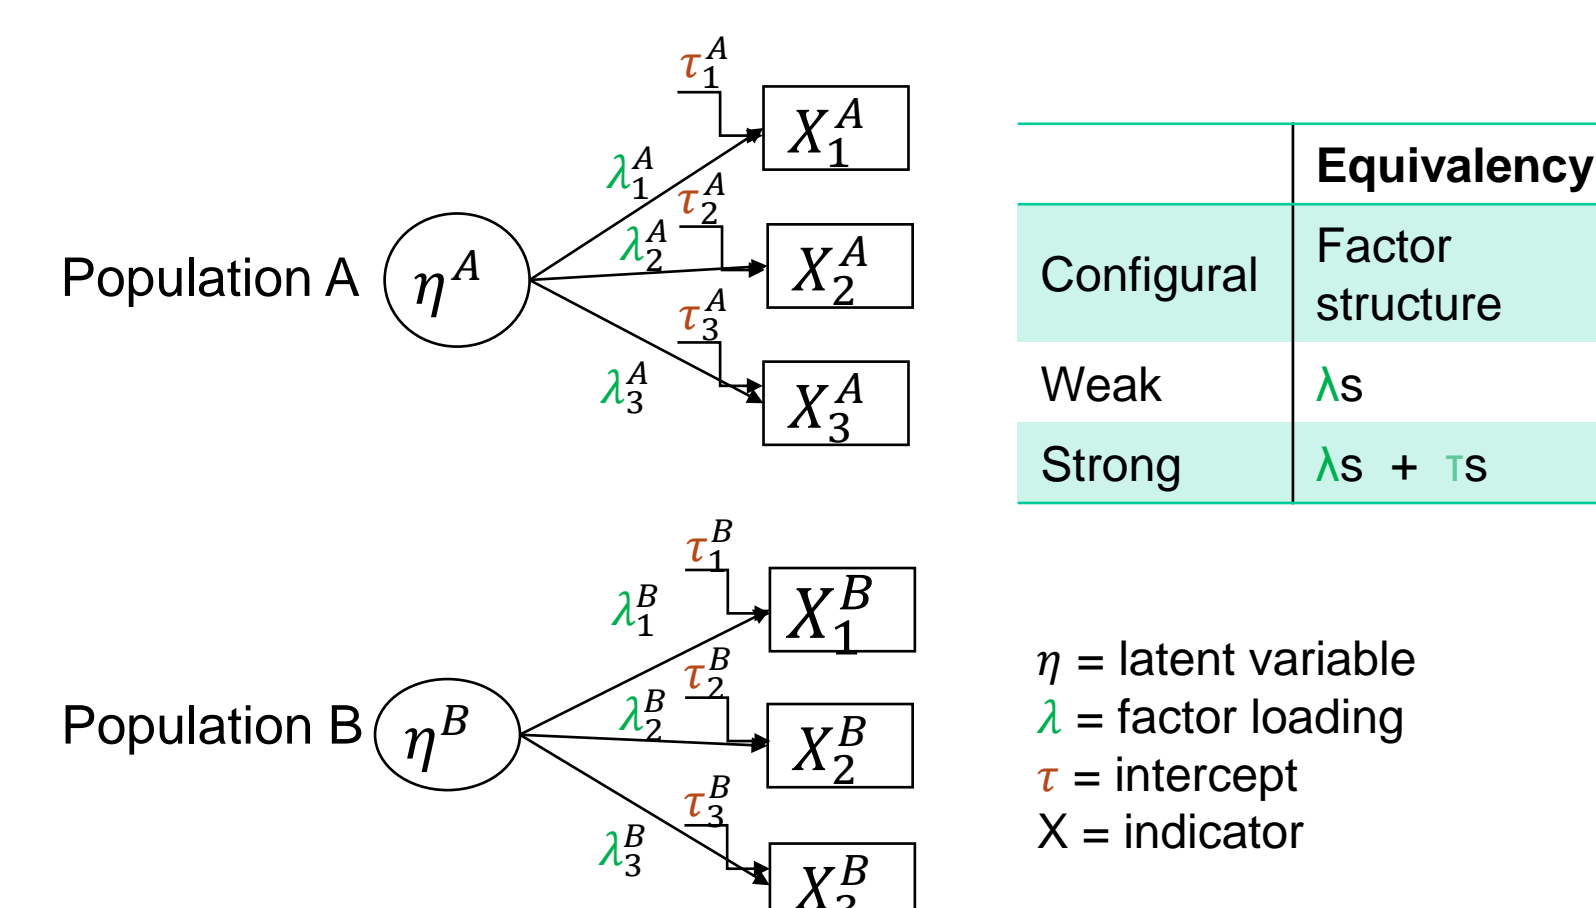 τ₁ᴬ
X₁ᴬ
λ₁ᴬ
τ₂ᴬ
λ₂ᴬ
Population A
ηᴬ
X₂ᴬ
τ₃ᴬ
λ₃ᴬ
X₃ᴬ
Equivalency
Configural
Factor
structure
Weak
λs
Strong
λs + τs
τ₁ᴮ
X₁ᴮ
λ₁ᴮ
τ₂ᴮ
λ₂ᴮ
Population B
ηᴮ
X₂ᴮ
τ₃ᴮ
λ₃ᴮ
η = latent variable
λ = factor loading
τ = intercept
X = indicator